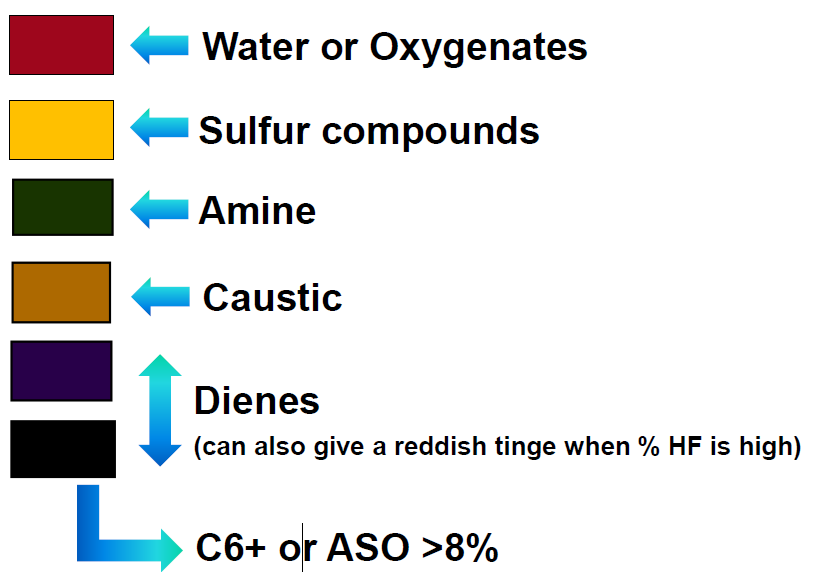 Water or Oxygenates
Sulfur compounds
Amine
Caustic
Dienes
(can also give a reddish tinge when % HF is high)
C6+ or ASO >8%